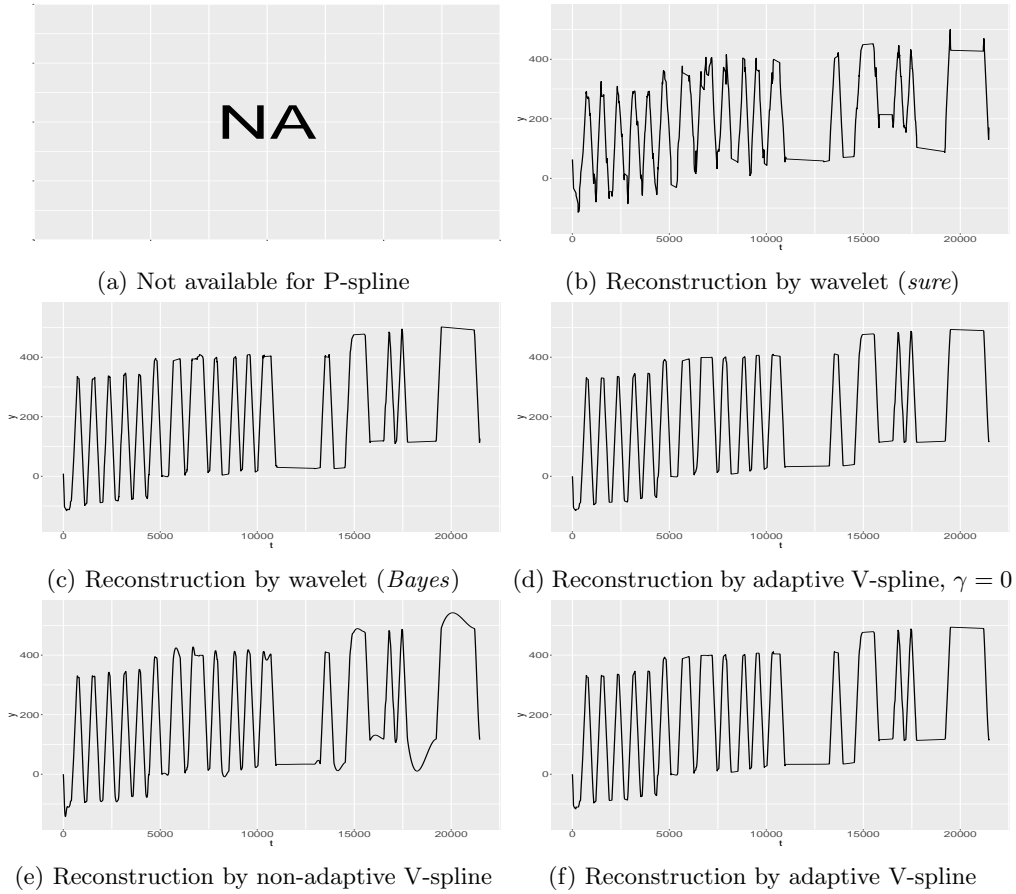 NA
(a) Not available for P-spline
400
200
0
y
0 5000 10000 15000 20000
t
(b) Reconstruction by wavelet (sure)
400
200
0
y
0 5000 10000 15000 20000
t
(c) Reconstruction by wavelet (Bayes)
400
200
0
y
0 5000 10000 15000 20000
t
(d) Reconstruction by adaptive V-spline, γ = 0
400
200
0
y
0 5000 10000 15000 20000
t
(e) Reconstruction by non-adaptive V-spline
400
200
0
y
0 5000 10000 15000 20000
t
(f) Reconstruction by adaptive V-spline